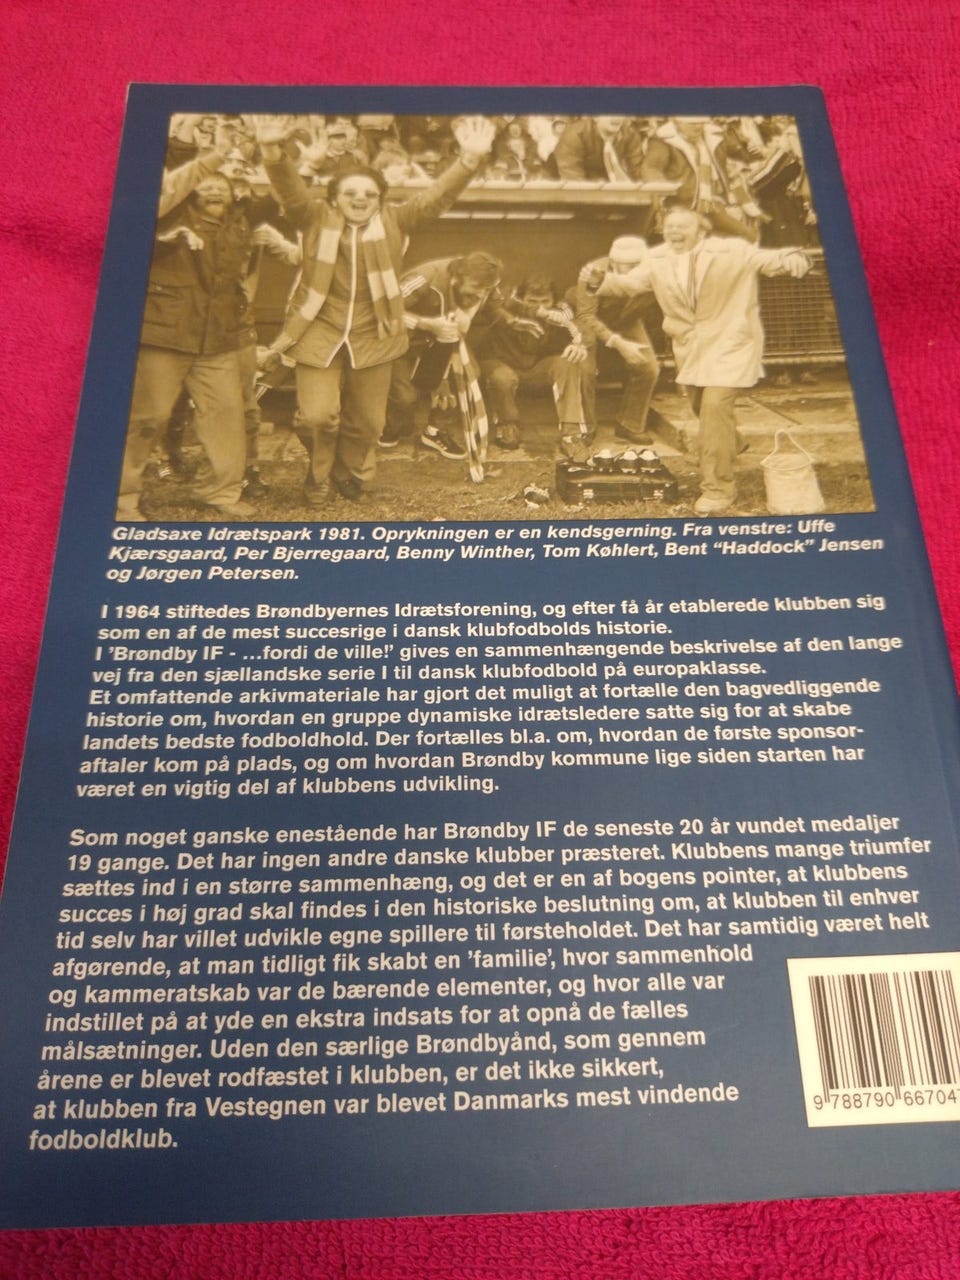 Gladsaxe Idrætspark 1981. Oprykningen er en kendsgerning. Fra venstre: Uffe
Kjærsgaard, Per Bjerregaard, Benny Winther, Tom Køhlert, Bent "Haddock" Jensen
og Jørgen Petersen.
I 1964 stiftedes Brøndbyernes Idrætsforening, og efter få år etablerede klubben sig
som en af de mest succesrige i dansk klubfodbolds historie.
I 'Brøndby IF - ...fordi de ville!' gives en sammenhængende beskrivelse af den lange
vej fra den sjællandske serie I til dansk klubfodbold på europaklasse.
Et omfattende arkivmateriale har gjort det muligt at fortælle den bagvedliggende
historie om, hvordan en gruppe dynamiske idrætsledere satte sig for at skabe
landets bedste fodboldhold. Der fortælles bl.a. om, hvordan de første sponsor-
aftaler kom på plads, og om hvordan Brøndby kommune lige siden starten har
været en vigtig del af klubbens udvikling.
Som noget ganske enestående har Brøndby IF de seneste 20 år vundet medaljer
19 gange. Det har ingen andre danske klubber præsteret. Klubbens mange triumfer
sættes ind i en større sammenhæng, og det er en af bogens pointer, at klubbens
succes i høj grad skal findes i den historiske beslutning om, at klubben til enhver
tid selv har villet udvikle egne spillere til førsteholdet. Det har samtidig været helt
afgørende, at man tidligt fik skabt en 'familie', hvor sammenhold
og kammeratskab var de bærende elementer, og hvor alle var
indstillet på at yde en ekstra indsats for at opnå de fælles
målsætninger. Uden den særlige Brøndbyånd, som gennem
årene er blevet rodfæstet i klubben, er det ikke sikkert,
at klubben fra Vestegnen var blevet Danmarks mest vindende
fodboldklub.
9 788790 667047